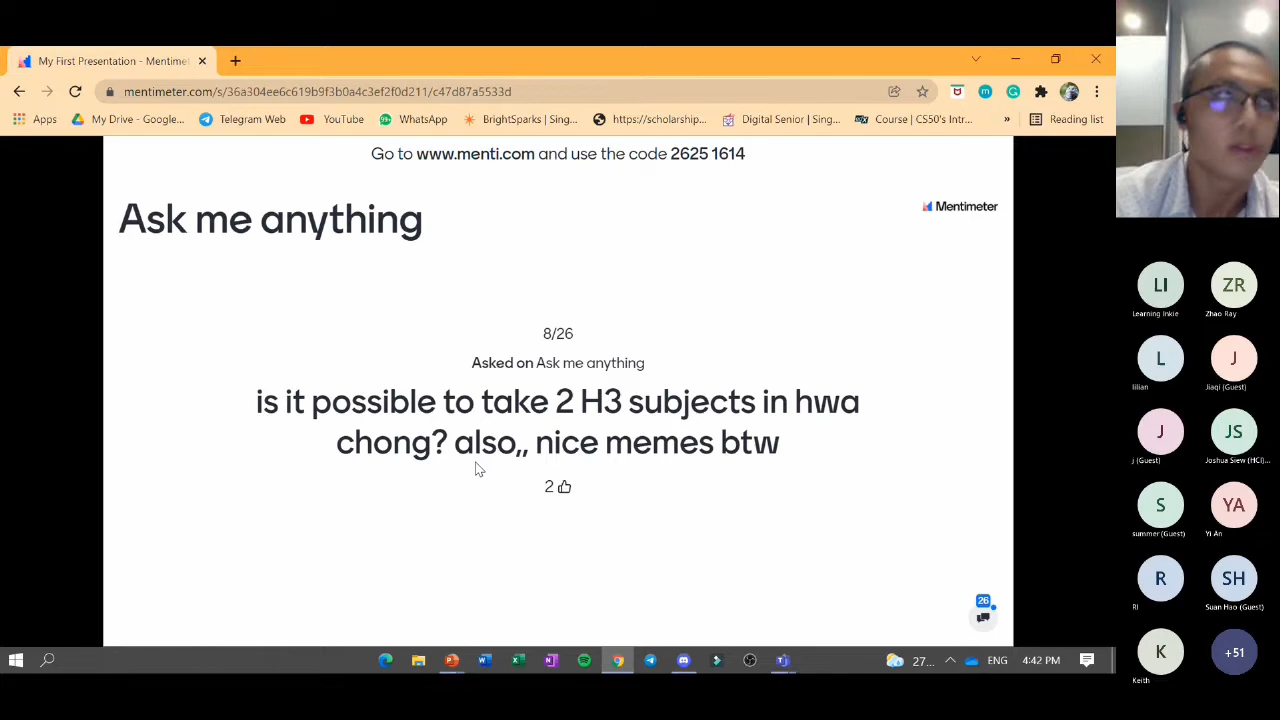 My First Presentation - Mentimet
mentimeter.com/s/36a304ee6c619b9f3b0a4c3ef2f0d211/c47d87a5533d
Apps
My Drive - Google...
Telegram Web
YouTube
WhatsApp
BrightSparks | Sing...
https://scholarship...
Digital Senior | Sing...
Course | CS50's Intr...
»
Reading list
Go to www.menti.com and use the code 2625 1614
Ask me anything
Mentimeter
8/26
Asked on Ask me anything
is it possible to take 2 H3 subjects in hwa
chong? also,, nice memes btw
2
26
27...
ENG
4:42 PM
LI
Learning Inkie
ZR
Zhao Ray
L
lilian
J
Jiaqi (Guest)
J
j (Guest)
JS
Joshua Siew (HCI)...
S
summer (Guest)
YA
Yi An
R
RI
SH
Suan Hao (Guest)
K
Keith
+51